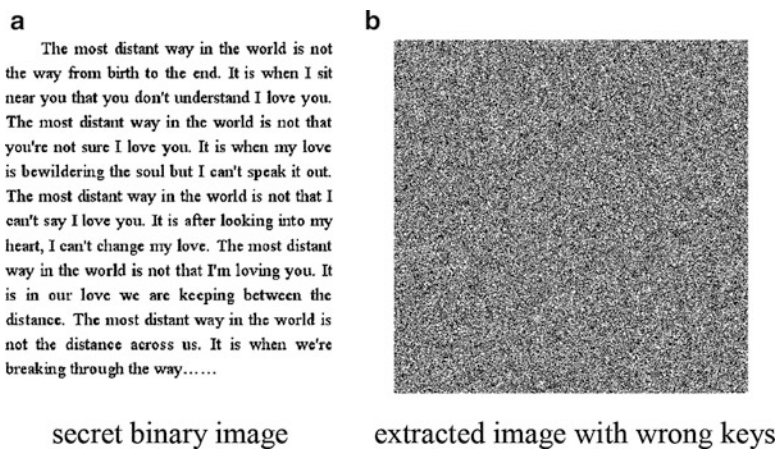 a
The most distant way in the world is not
the way from birth to the end. It is when I sit
near you that you don't understand I love you.
The most distant way in the world is not that
you're not sure I love you. It is when my love
is bewildering the soul but I can't speak it out.
The most distant way in the world is not that I
can't say I love you. It is after looking into my
heart, I can't change my love. The most distant
way in the world is not that I'm loving you. It
is in our love we are keeping between the
distance. The most distant way in the world is
not the distance across us. It is when we're
breaking through the way......
secret binary image
b
extracted image with wrong keys